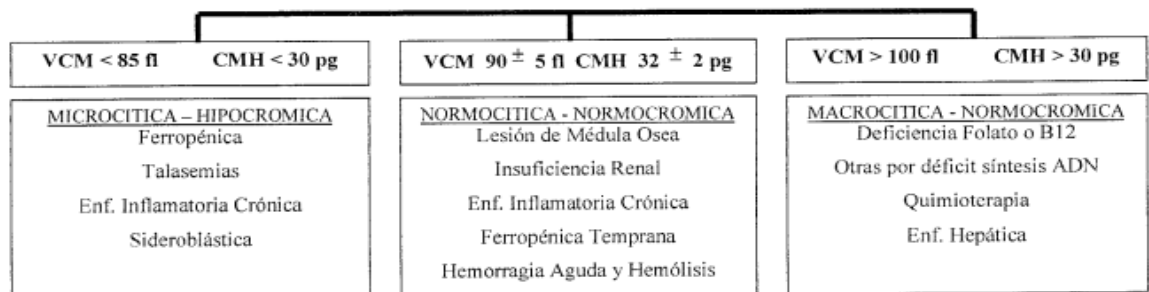 VCM < 85 fl CMH < 30 pg
MICROCITICA – HIPOCROMICA
Ferropénica
Talasemias
Enf. Inflamatoria Crónica
Sideroblástica
VCM 90 ± 5 fl CMH 32 ± 2 pg
NORMOCITICA - NORMOCROMICA
Lesión de Médula Osea
Insuficiencia Renal
Enf. Inflamatoria Crónica
Ferropénica Temprana
Hemorragia Aguda y Hemólisis
VCM > 100 fl CMH > 30 pg
MACROCITICA - NORMOCROMICA
Deficiencia Folato o B12
Otras por déficit síntesis ADN
Quimioterapia
Enf. Hepática